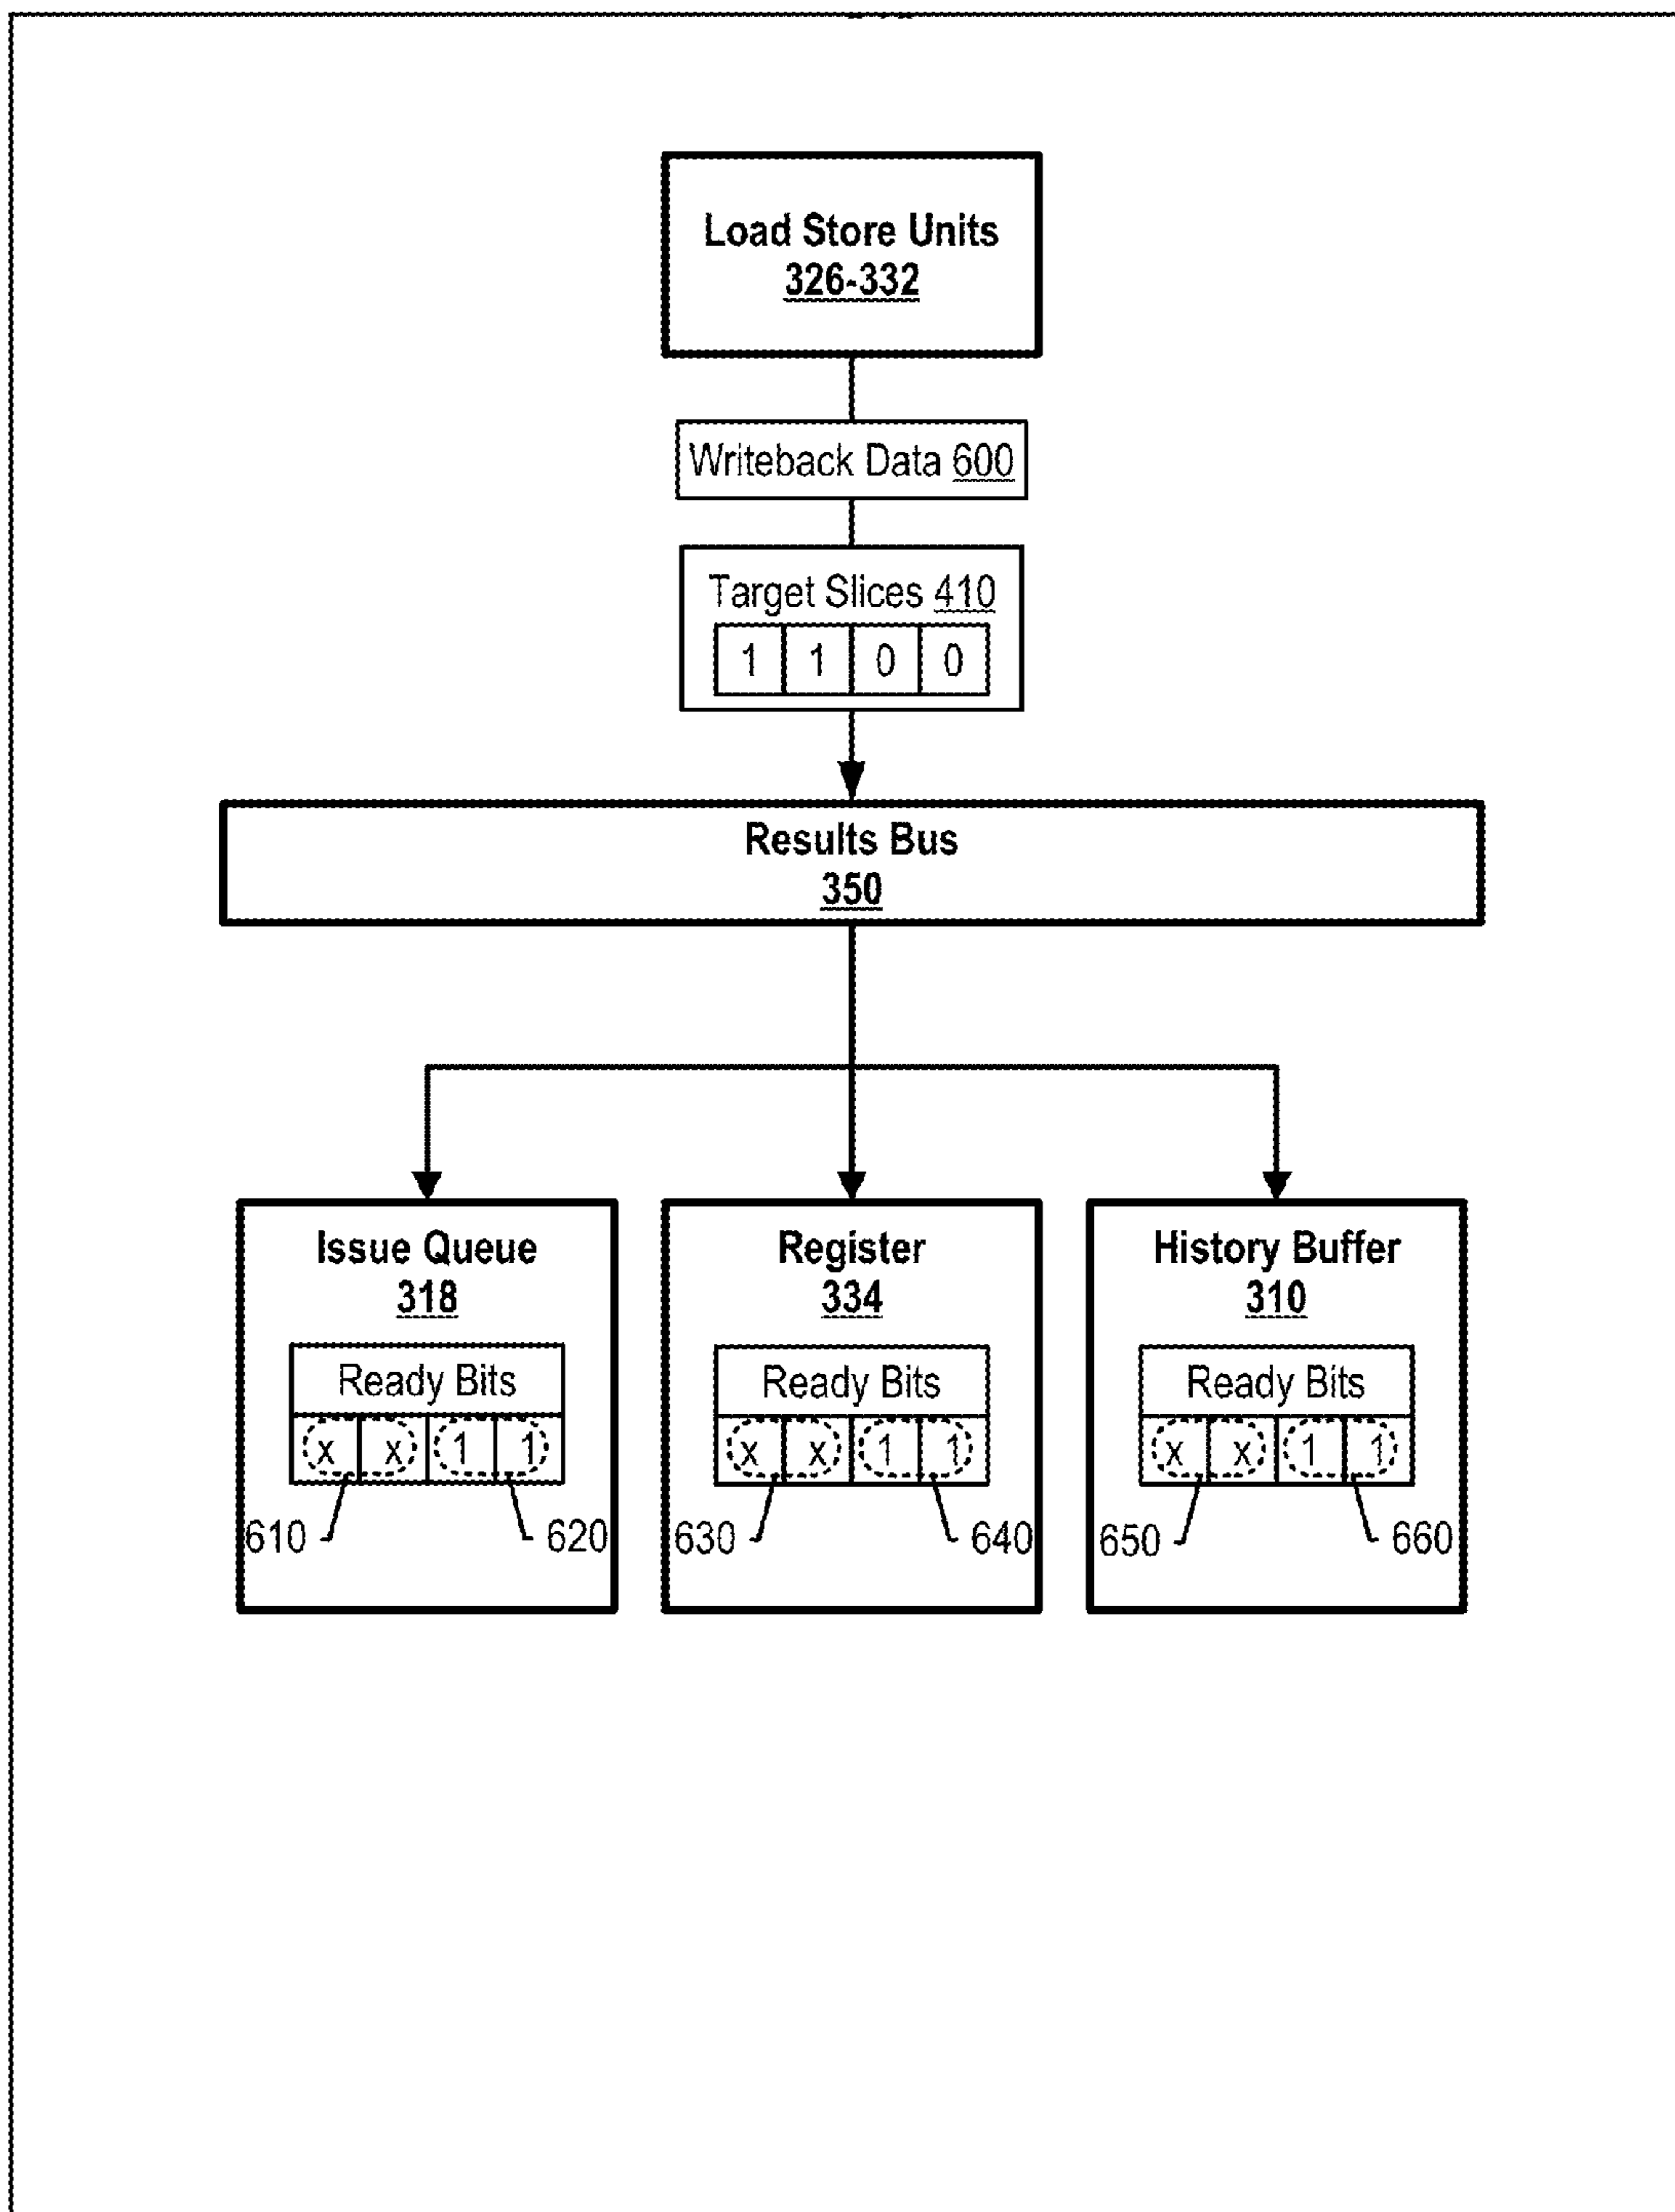 Load Store Units
326-332
Writeback Data 600
Target Slices 410
1 1 0 0
Results Bus
350
Issue Queue
318
Ready Bits
x x 1 1
610 620
Register
334
Ready Bits
x x 1 1
630 640
History Buffer
310
Ready Bits
x x 1 1
650 660